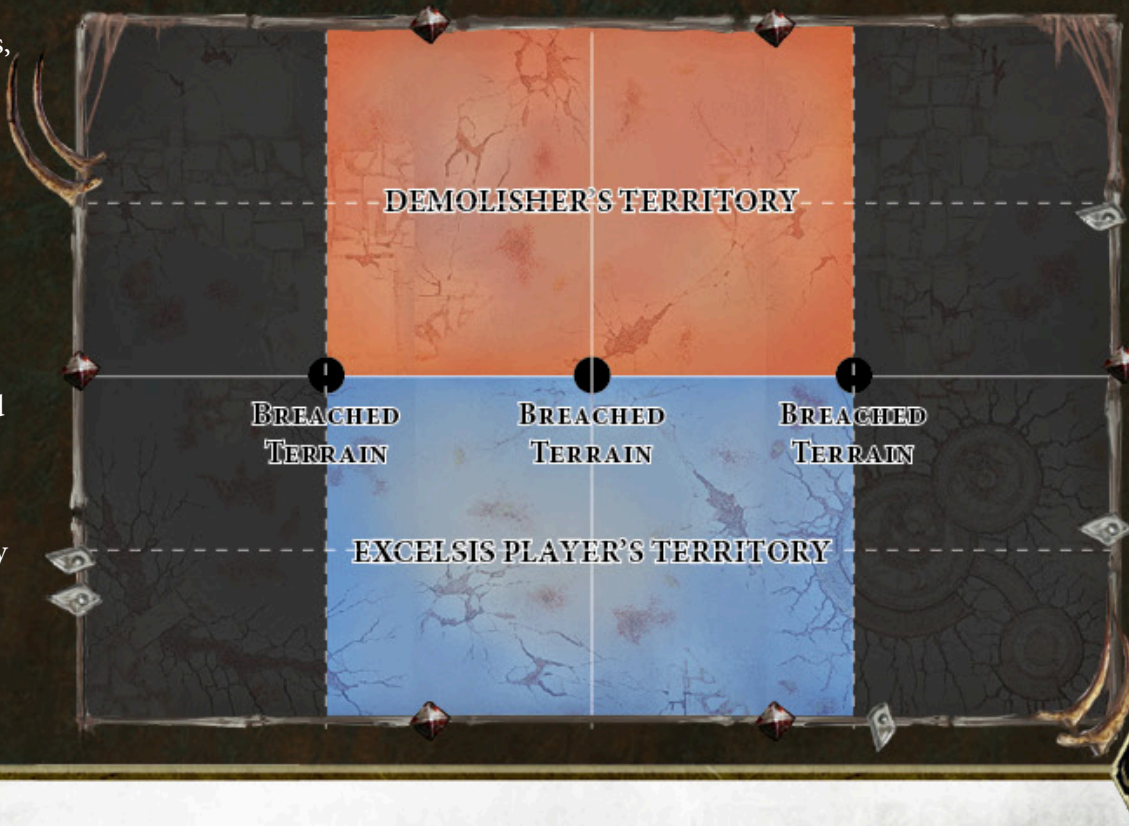 s,
DEMOLISHER'S TERRITORY
d
Breached Breached Breached
Terrain Terrain Terrain
y
EXCELSIS PLAYER'S TERRITORY